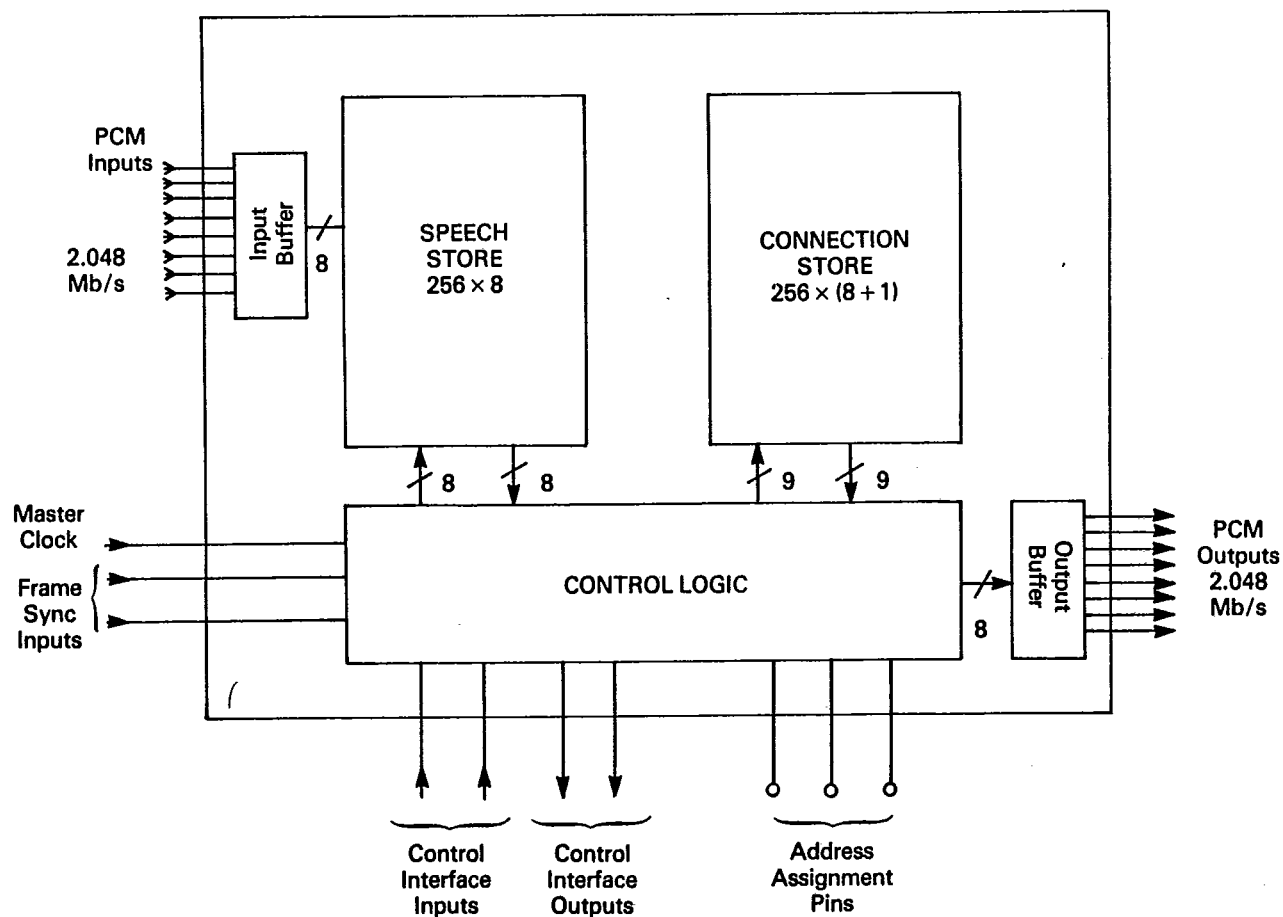 PCM
Inputs
2.048
Mb/s
Input
Buffer
8
SPEECH
STORE
256 × 8
CONNECTION
STORE
256 × (8 + 1)
8
8
9
9
Master
Clock
Frame
Sync
Inputs
CONTROL LOGIC
8
Output
Buffer
PCM
Outputs
2.048
Mb/s
Control
Interface
Inputs
Control
Interface
Outputs
Address
Assignment
Pins